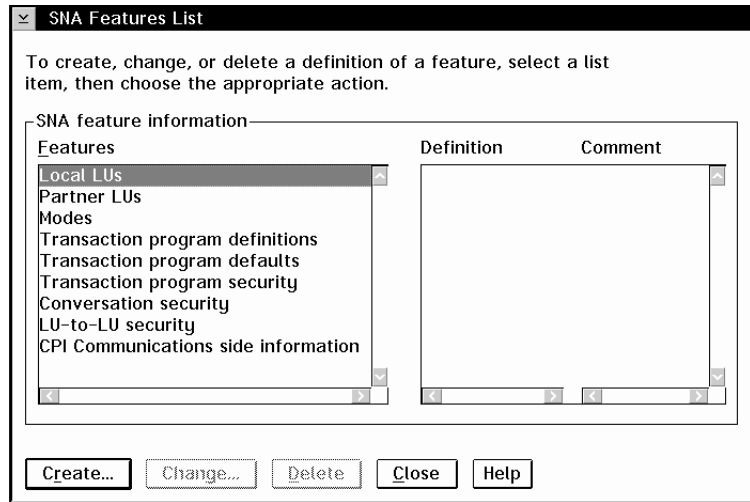 SNA Features List
To create, change, or delete a definition of a feature, select a list
item, then choose the appropriate action.
SNA feature information
Features
Definition
Comment
Local LUs
Partner LUs
Modes
Transaction program definitions
Transaction program defaults
Transaction program security
Conversation security
LU-to-LU security
CPI Communications side information
Create...
Change...
Delete
Close
Help